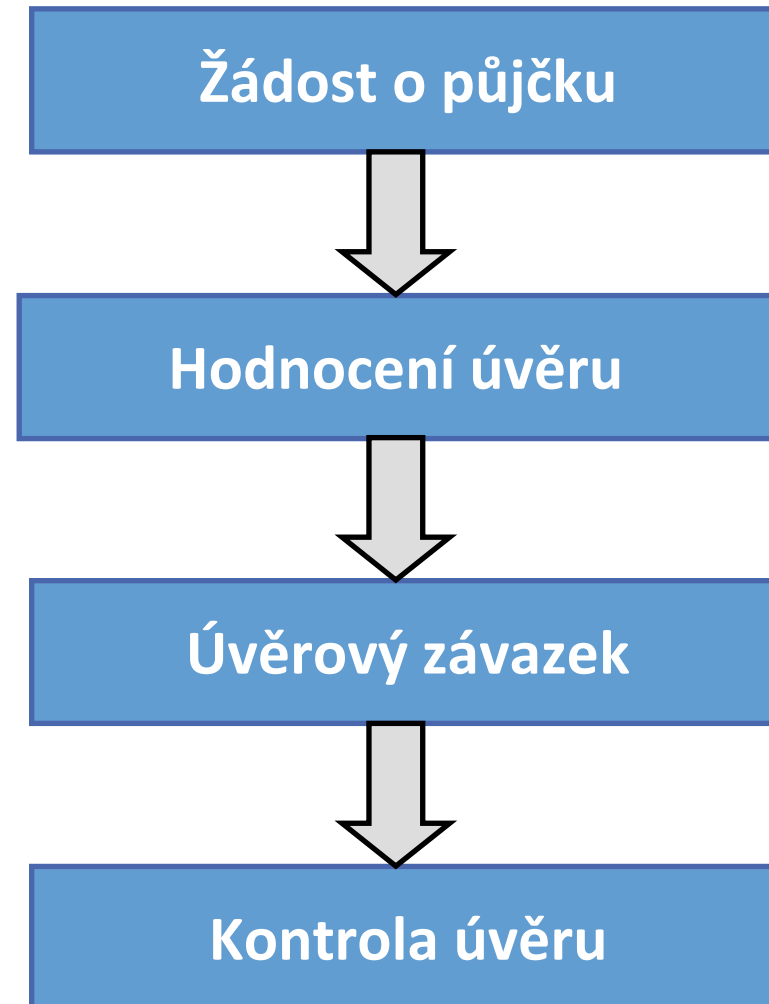 Žádost o půjčku
Hodnocení úvěru
Úvěrový závazek
Kontrola úvěru